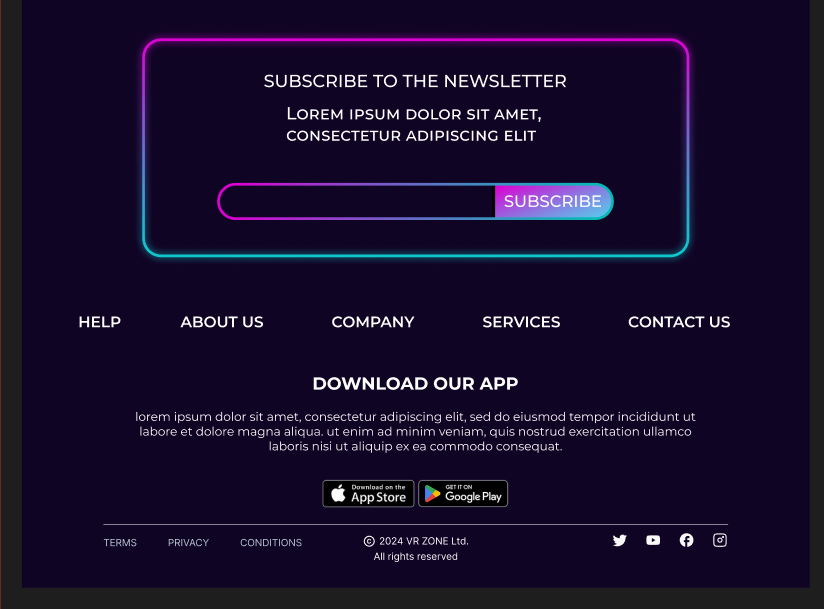 SUBSCRIBE TO THE NEWSLETTER
Lorem ipsum dolor sit amet,
consectetur adipiscing elit
SUBSCRIBE
HELP ABOUT US COMPANY SERVICES CONTACT US
DOWNLOAD OUR APP
lorem ipsum dolor sit amet, consectetur adipiscing elit, sed do eiusmod tempor incididunt ut
labore et dolore magna aliqua. ut enim ad minim veniam, quis nostrud exercitation ullamco
laboris nisi ut aliquip ex ea commodo consequat.
Download on the GET IT ON
App Store Google Play
TERMS PRIVACY CONDITIONS © 2024 VR ZONE Ltd.
All rights reserved